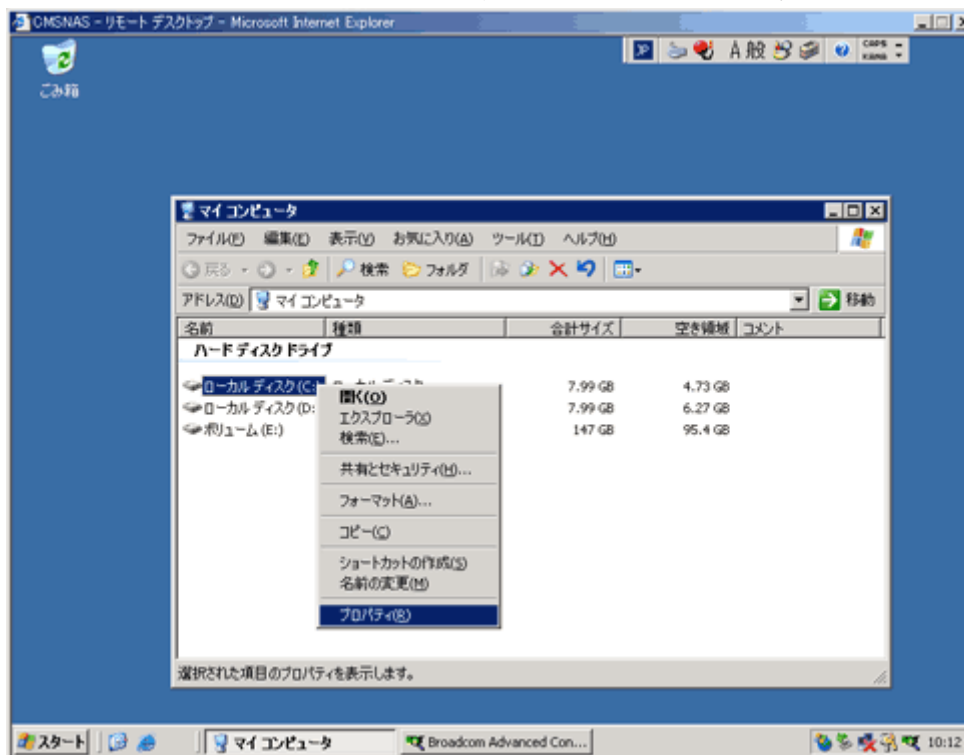 CMSNAS - リモート デスクトップ - Microsoft Internet Explorer
JP A 般 CAPS KANA
ごみ箱
マイ コンピュータ
ファイル(F) 編集(E) 表示(V) お気に入り(A) ツール(T) ヘルプ(H)
戻る 検索 フォルダ
アドレス(D) マイ コンピュータ 移動
名前 種類 合計サイズ 空き領域 コメント
ハード ディスク ドライブ
ローカル ディスク (C: ローカル ディスク 7.99 GB 4.73 GB
ローカル ディスク (D: 7.99 GB 6.27 GB
ボリューム (E:) 147 GB 95.4 GB
開く(O)
エクスプローラ(X)
検索(E)...
共有とセキュリティ(H)...
フォーマット(A)...
コピー(C)
ショートカットの作成(S)
名前の変更(M)
プロパティ(R)
選択された項目のプロパティを表示します。
スタート マイ コンピュータ Broadcom Advanced Con... 10:12